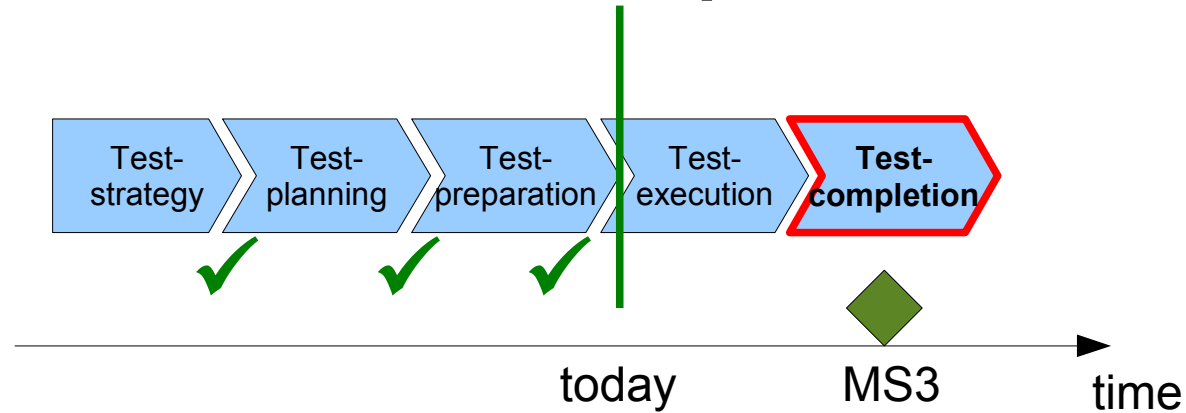 Test-
strategy
Test-
planning
Test-
preparation
Test-
execution
Test-
completion
today
MS3
time